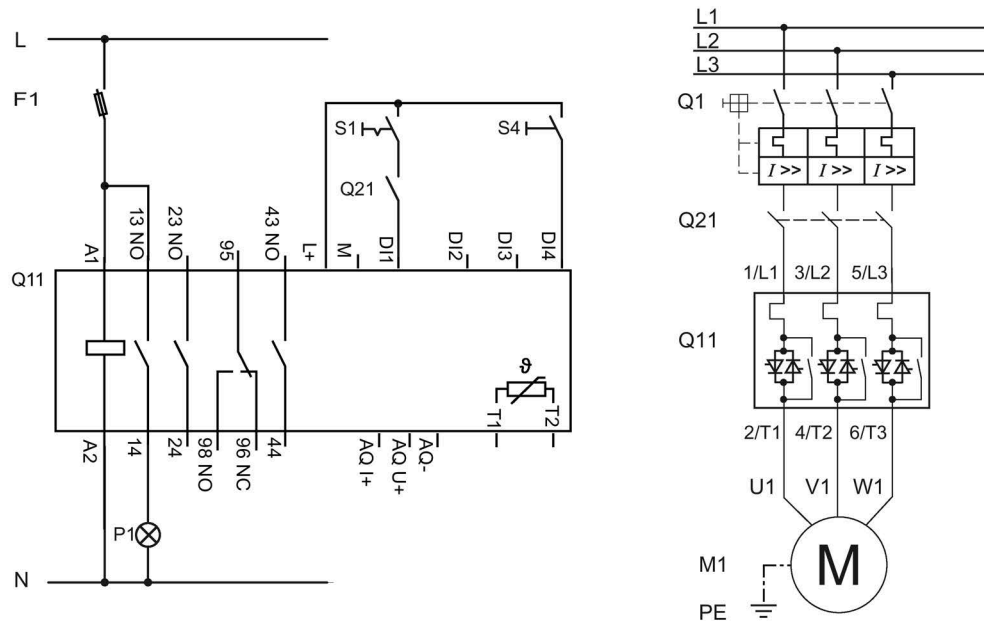 L
F1
S1
S4
Q21
A1
13 NO
23 NO
95
43 NO
L+
M
DI1
DI2
DI3
DI4
Q11
ϑ
T1
T2
A2
14
24
98 NO
96 NC
44
AQ I+
AQ U+
AQ-
P1
N
L1
L2
L3
Q1
I >> I >> I >>
Q21
1/L1 3/L2 5/L3
Q11
2/T1 4/T2 6/T3
U1 V1 W1
M1
M
PE